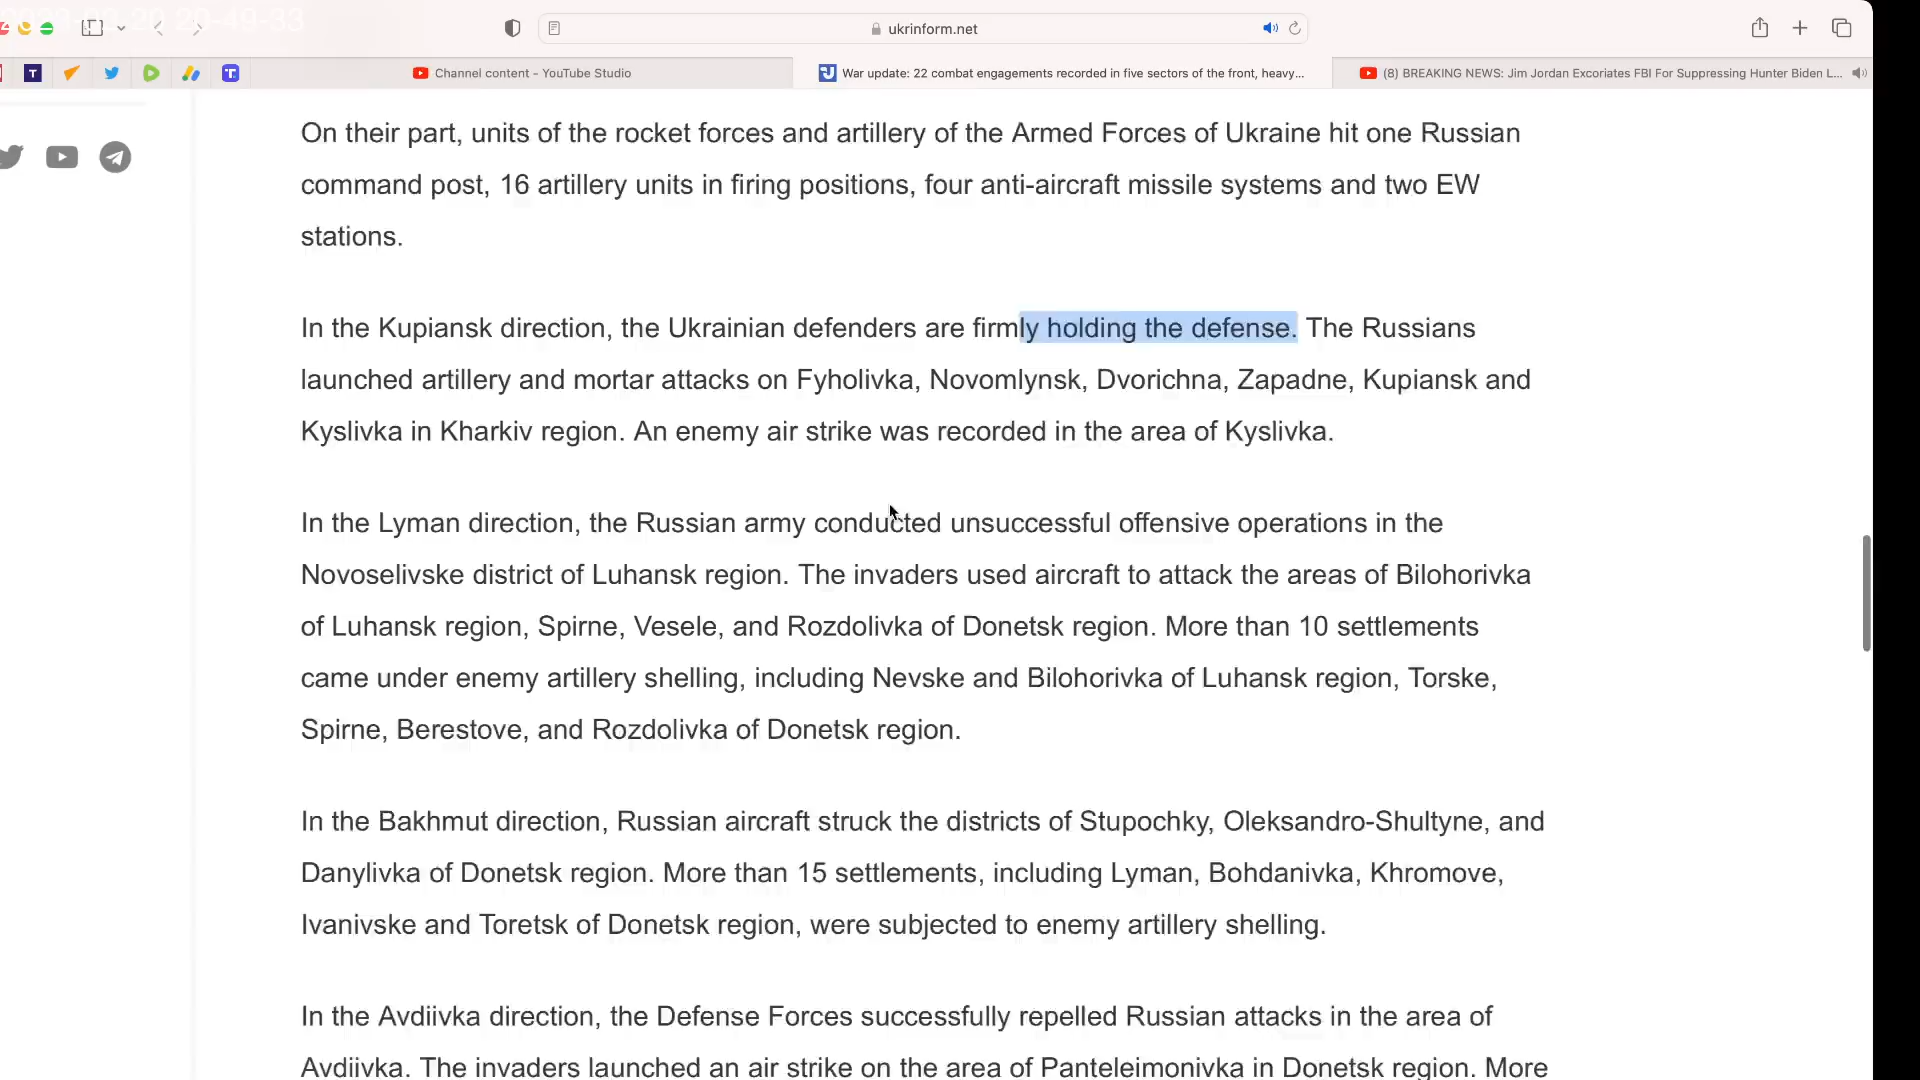 ukrinform.net
Channel content - YouTube Studio
War update: 22 combat engagements recorded in five sectors of the front, heavy...
(8) BREAKING NEWS: Jim Jordan Excoriates FBI For Suppressing Hunter Biden L...
On their part, units of the rocket forces and artillery of the Armed Forces of Ukraine hit one Russian
command post, 16 artillery units in firing positions, four anti-aircraft missile systems and two EW
stations.
In the Kupiansk direction, the Ukrainian defenders are firmly holding the defense. The Russians
launched artillery and mortar attacks on Fyholivka, Novomlynsk, Dvorichna, Zapadne, Kupiansk and
Kyslivka in Kharkiv region. An enemy air strike was recorded in the area of Kyslivka.
In the Lyman direction, the Russian army conducted unsuccessful offensive operations in the
Novoselivske district of Luhansk region. The invaders used aircraft to attack the areas of Bilohorivka
of Luhansk region, Spirne, Vesele, and Rozdolivka of Donetsk region. More than 10 settlements
came under enemy artillery shelling, including Nevske and Bilohorivka of Luhansk region, Torske,
Spirne, Berestove, and Rozdolivka of Donetsk region.
In the Bakhmut direction, Russian aircraft struck the districts of Stupochky, Oleksandro-Shultyne, and
Danylivka of Donetsk region. More than 15 settlements, including Lyman, Bohdanivka, Khromove,
Ivanivske and Toretsk of Donetsk region, were subjected to enemy artillery shelling.
In the Avdiivka direction, the Defense Forces successfully repelled Russian attacks in the area of
Avdiivka. The invaders launched an air strike on the area of Panteleimonivka in Donetsk region. More